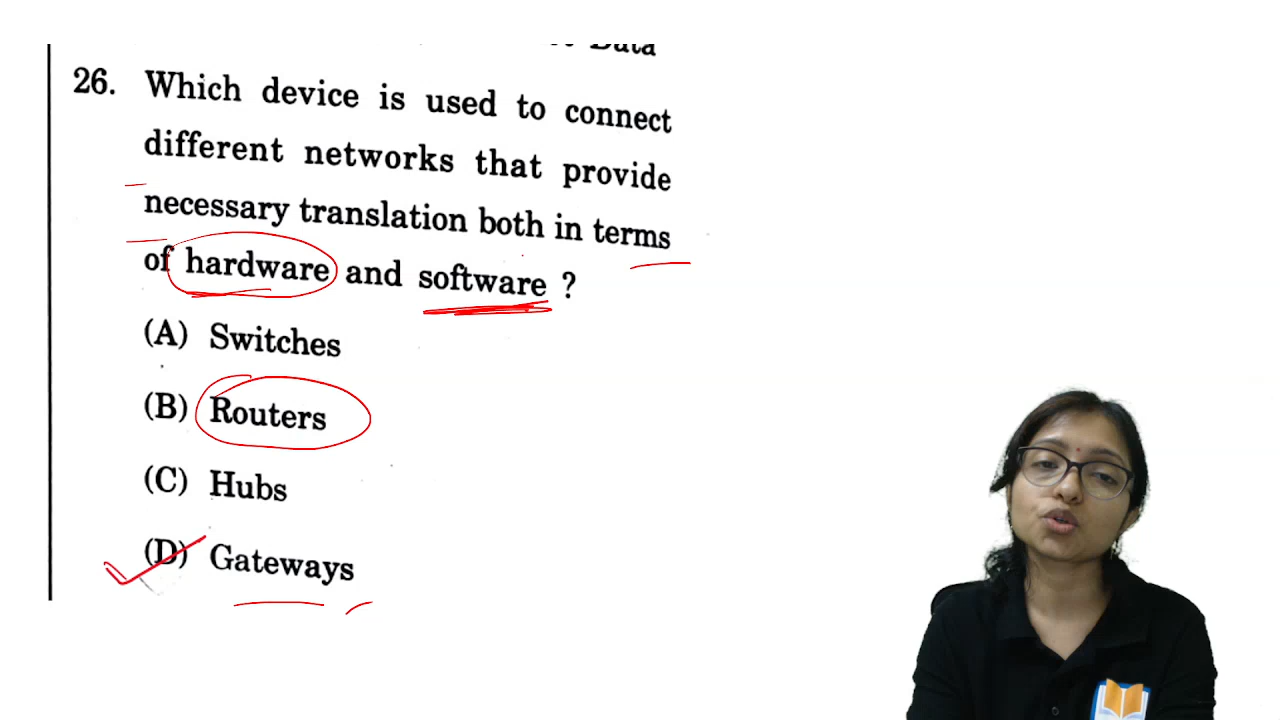 Data
26. Which device is used to connect
different networks that provide
necessary translation both in terms
of hardware and software ?
(A) Switches
(B) Routers
(C) Hubs
(D) Gateways